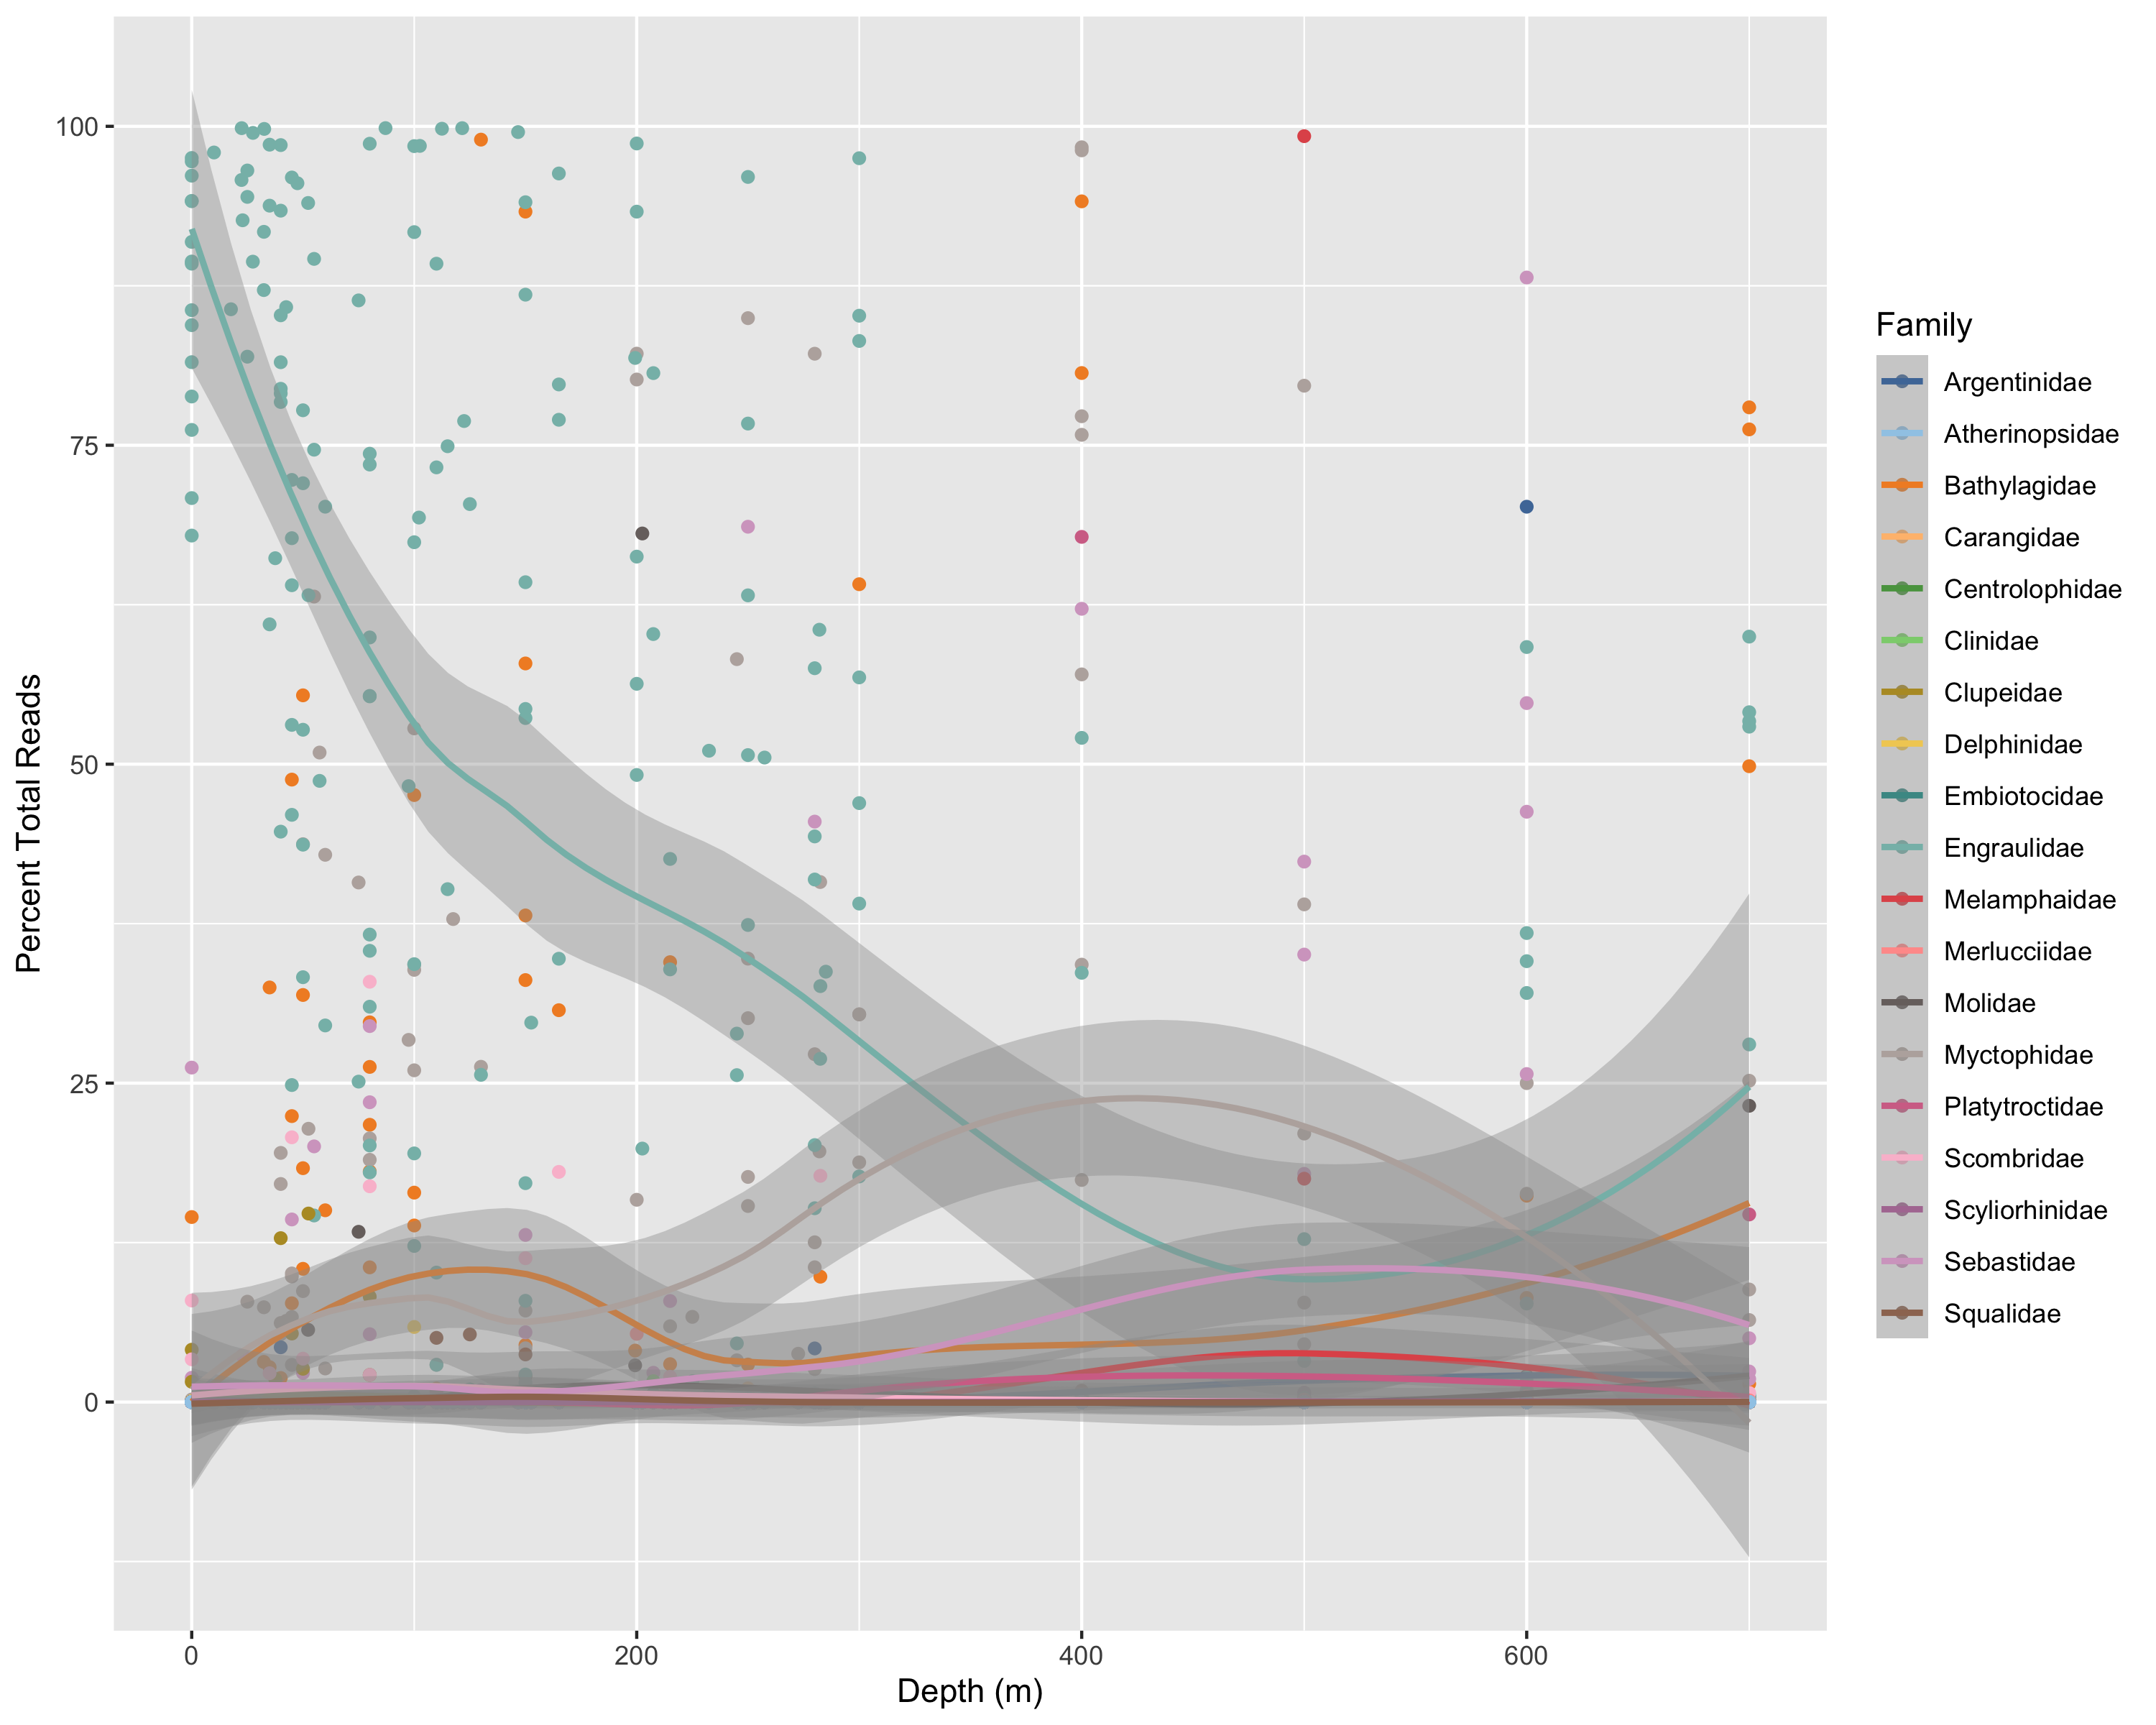 100
75
50
25
0
Percent Total Reads
0 200 400 600
Depth (m)
Family
Argentinidae
Atherinopsidae
Bathylagidae
Carangidae
Centrolophidae
Clinidae
Clupeidae
Delphinidae
Embiotocidae
Engraulidae
Melamphaidae
Merlucciidae
Molidae
Myctophidae
Platytroctidae
Scombridae
Scyliorhinidae
Sebastidae
Squalidae